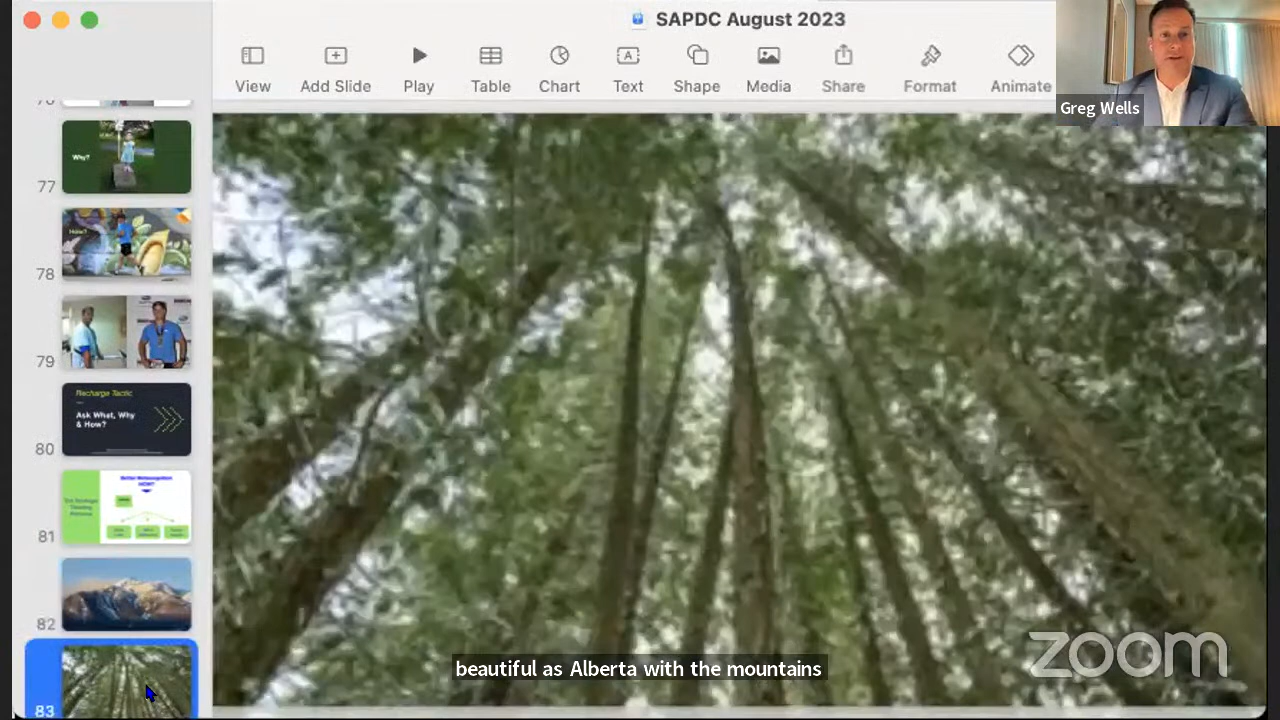 SAPDC August 2023
View Add Slide Play Table Chart Text Shape Media Share Format Animate
Greg Wells
77
Why?
78
How?
79
80
Recharge Tactic
Ask What, Why
& How?
81
82
83
beautiful as Alberta with the mountains
zoom